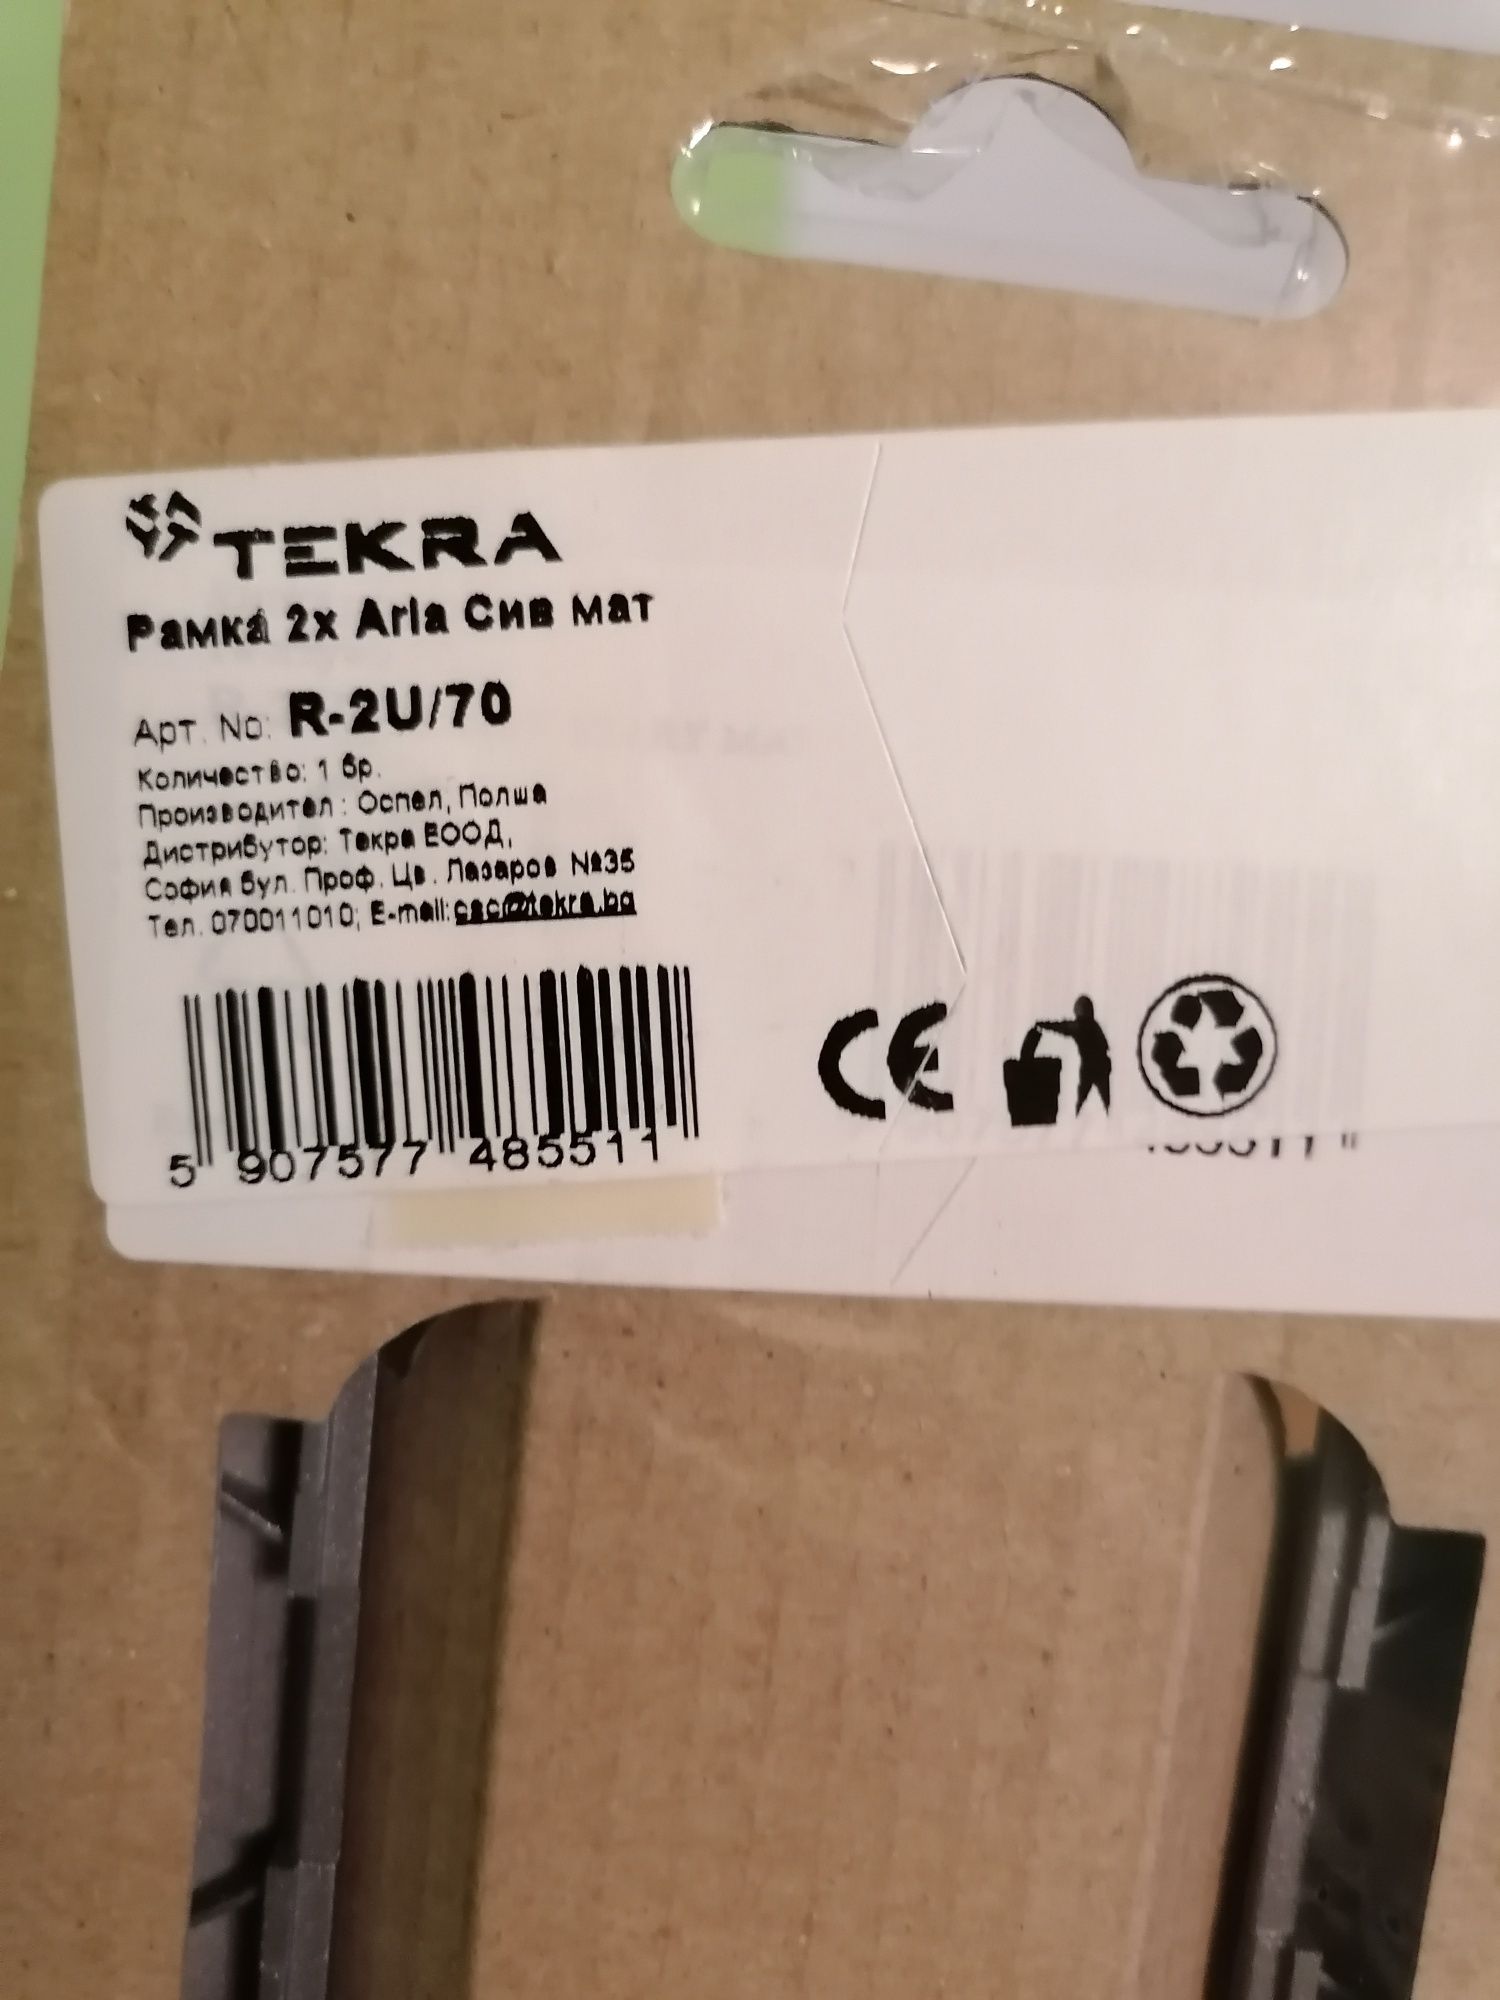 TEKRA
Рамка 2x Aria Сив мат
Арт. No: R-2U/70
Количество: 1 бр.
Производител: Оспел, Полша
Дистрибутор: Текра ЕООД,
София бул. Проф. Цв. Лазаров №35
Тел. 070011010; E-mail:csc@tekra.bg
5 907577 485511
CE